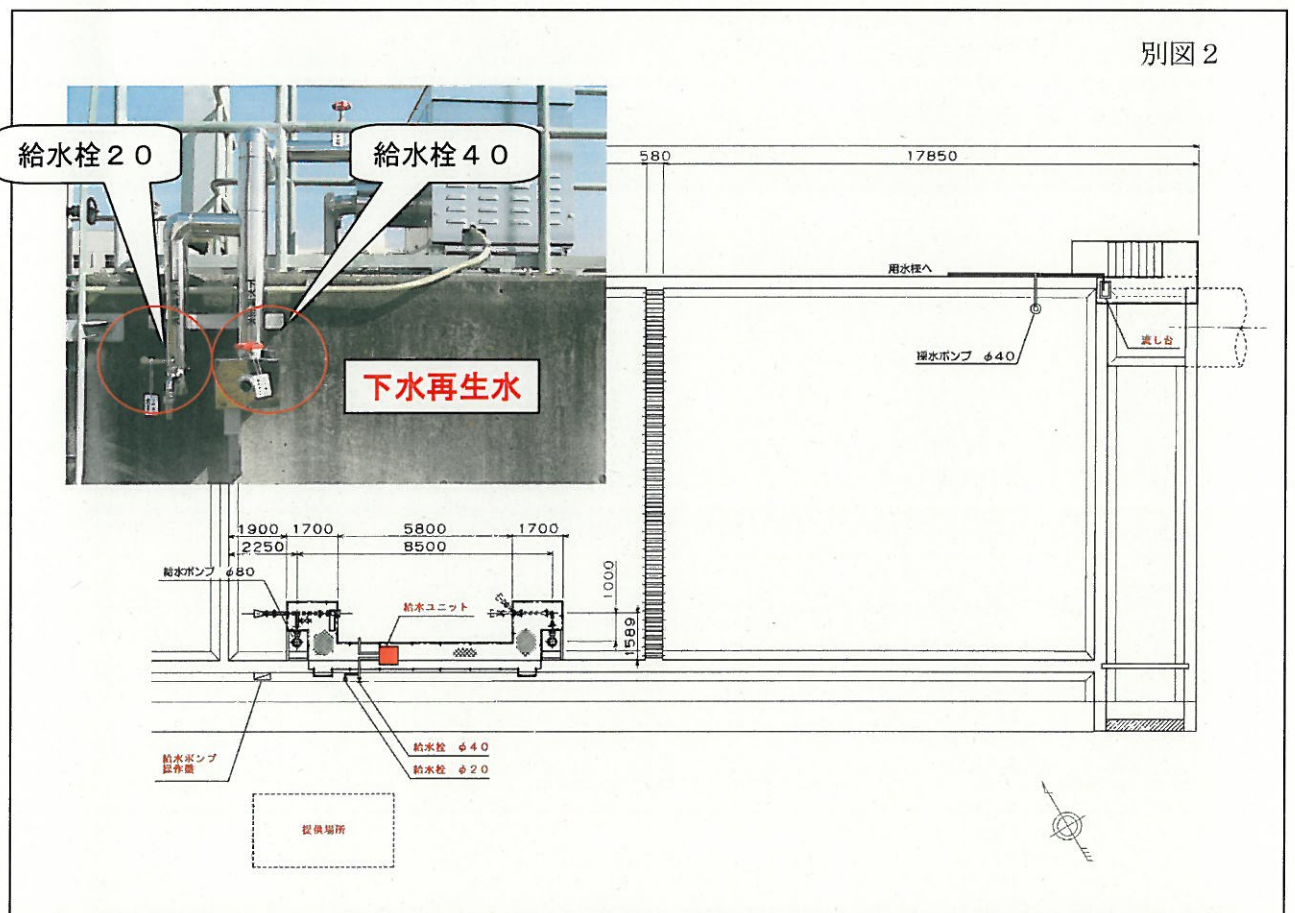 別図2
給水栓20
給水栓40
下水再生水
580
17850
用水槎へ
採水ポンプ φ40
流し台
1900
1700
5800
1700
2250
8500
給水ポンプ φ80
給水ユニット
1000
1589
給水ポンプ
操作盤
給水栓 φ40
給水栓 φ20
提供場所